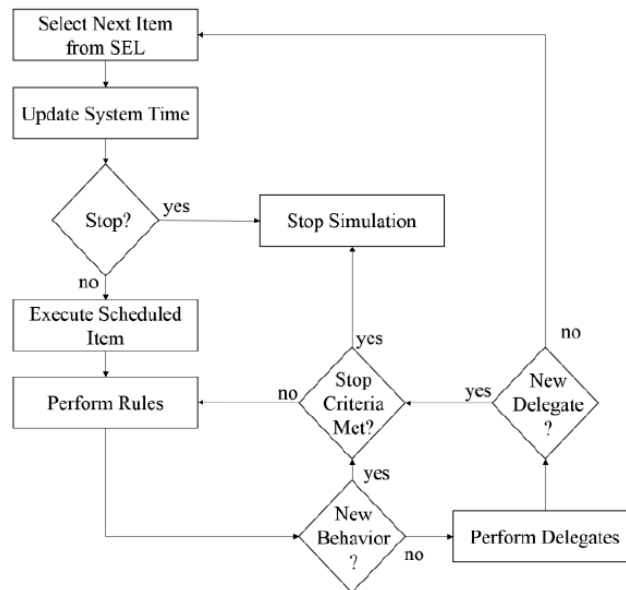 Select Next Item
from SEL
Update System Time
Stop?
yes
Stop Simulation
no
Execute Scheduled
Item
yes
no
Perform Rules
no
Stop
Criteria
Met?
yes
New
Delegate
?
yes
New
Behavior
?
no
Perform Delegates